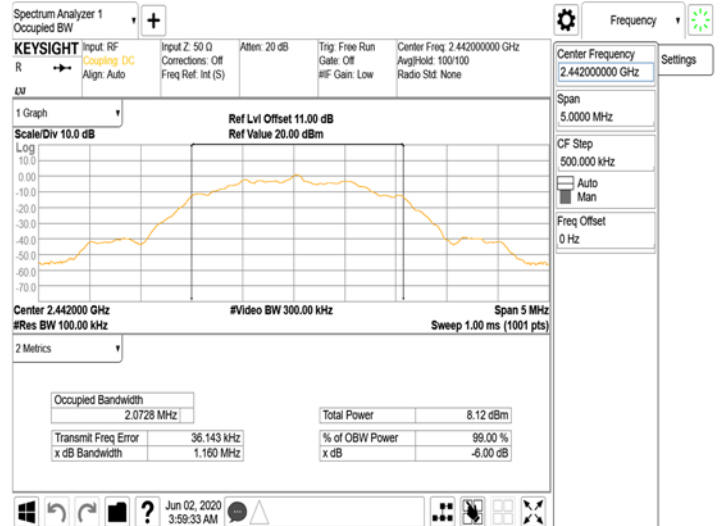 Spectrum Analyzer 1
Occupied BW
+
Frequency
KEYSIGHT
R
Input: RF
Coupling: DC
Align: Auto
Input Z: 50 Ω
Corrections: Off
Freq Ref: Int (S)
Atten: 20 dB
Trig: Free Run
Gate: Off
#IF Gain: Low
Center Freq: 2.442000000 GHz
Avg|Hold: 100/100
Radio Std: None
Center Frequency
2.442000000 GHz
Settings
Span
5.0000 MHz
CF Step
500.000 kHz
Auto
Man
Freq Offset
0 Hz
1 Graph
Scale/Div 10.0 dB
Ref Lvl Offset 11.00 dB
Ref Value 20.00 dBm
Log
10.0
0.00
-10.0
-20.0
-30.0
-40.0
-50.0
-60.0
-70.0
Center 2.442000 GHz
#Video BW 300.00 kHz
Span 5 MHz
#Res BW 100.00 kHz
Sweep 1.00 ms (1001 pts)
2 Metrics
Occupied Bandwidth
2.0728 MHz
Total Power 8.12 dBm
Transmit Freq Error 36.143 kHz
% of OBW Power 99.00 %
x dB Bandwidth 1.160 MHz
x dB -6.00 dB
?
Jun 02, 2020
3:59:33 AM